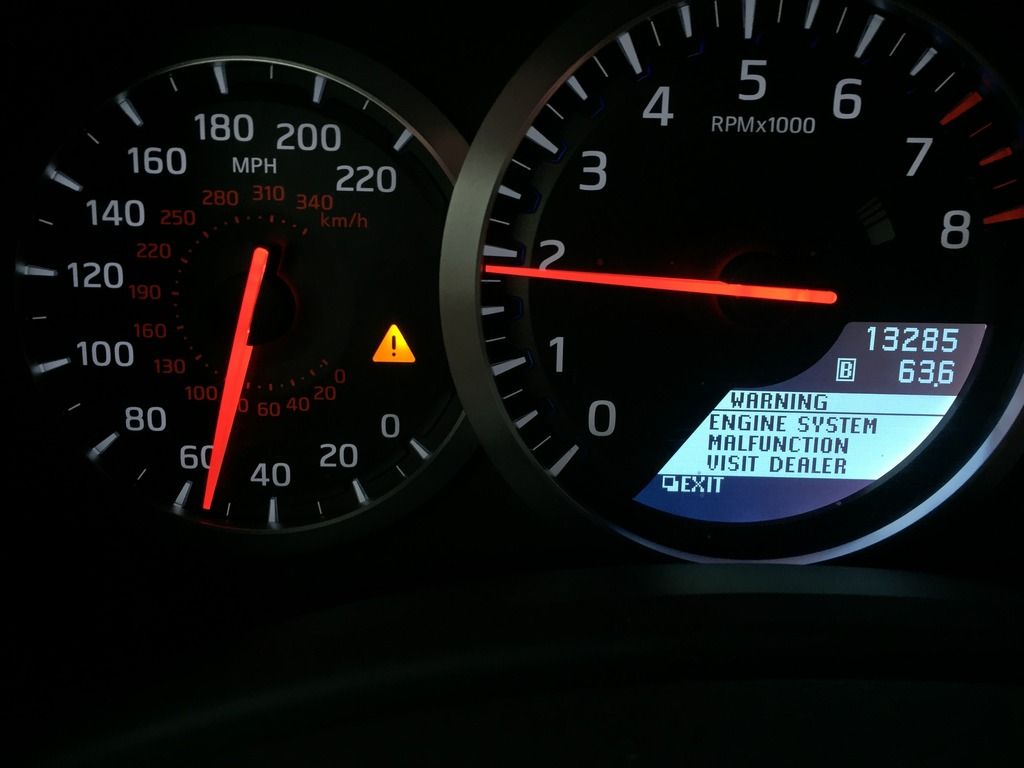 180 200
160 MPH 220
140
120
100
80
60 40 20 0
280 310 340
250 km/h
220
190
160
130
100 60 40 20 0
5
4 6
RPMx1000
3 7
2 8
1
0
13285
B 63.6
WARNING
ENGINE SYSTEM
MALFUNCTION
VISIT DEALER
EXIT